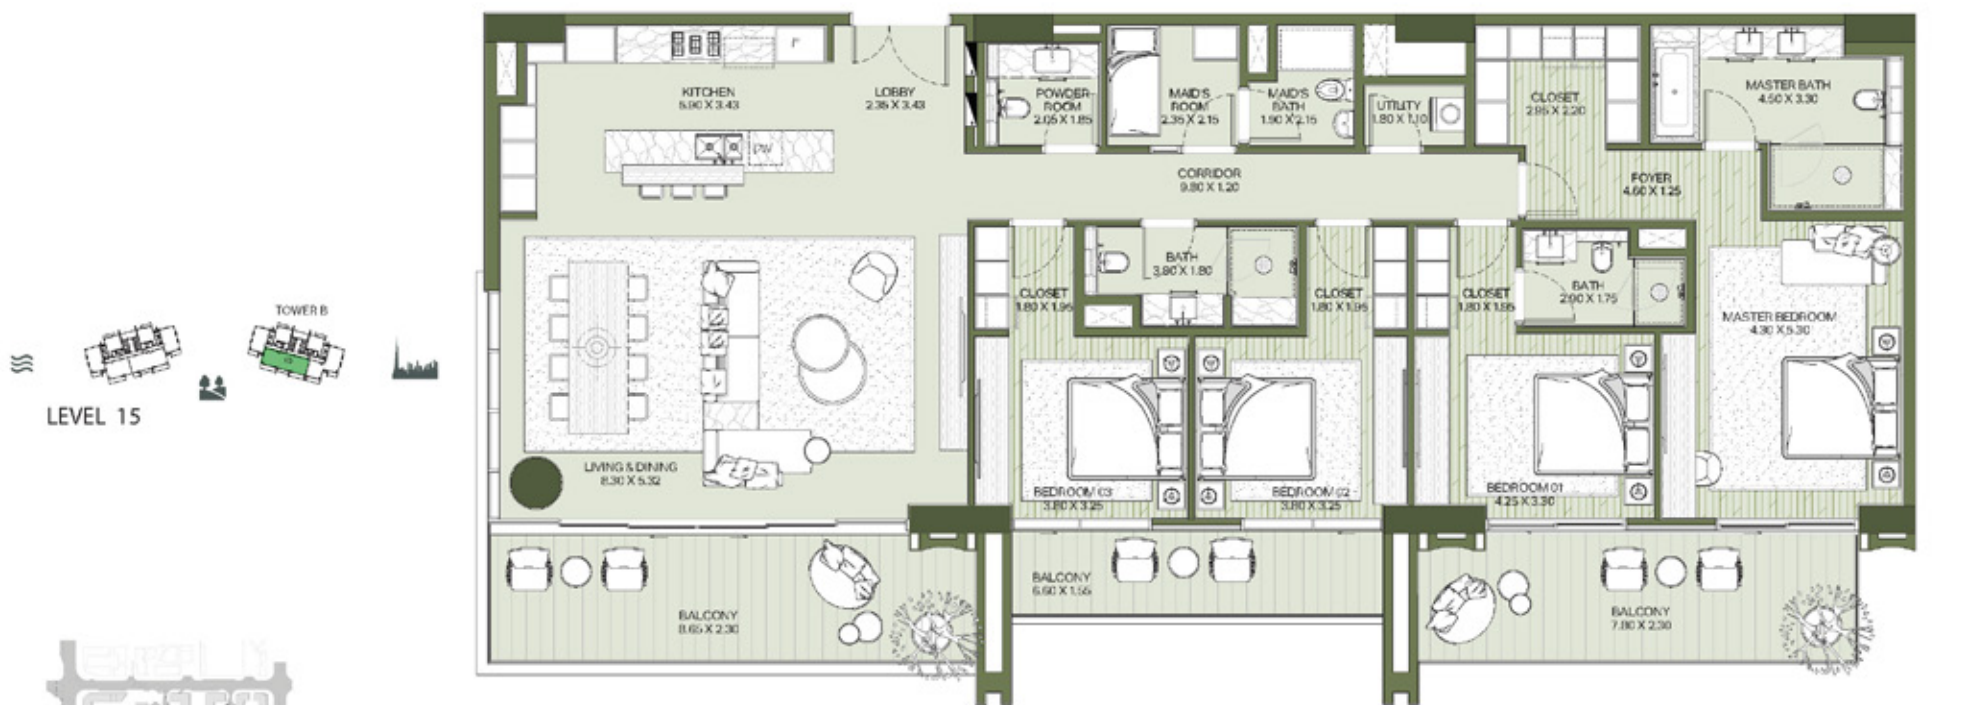 KITCHEN
5.90 X 3.43
LOBBY
2.35 X 3.43
POWDER
ROOM
2.05 X 1.85
MAID'S
ROOM
2.35 X 2.15
MAID'S
BATH
1.90 X 2.15
UTILITY
1.80 X 1.10
CLOSET
2.95 X 2.20
MASTER BATH
4.50 X 3.30
DW
CORRIDOR
9.80 X 1.20
FOYER
4.60 X 1.25
BATH
3.80 X 1.80
CLOSET
1.80 X 1.95
CLOSET
1.80 X 1.95
CLOSET
1.80 X 1.95
BATH
2.90 X 1.75
MASTER BEDROOM
4.30 X 5.30
TOWER B
LEVEL 15
LIVING & DINING
8.30 X 5.32
BEDROOM 03
3.80 X 3.25
BEDROOM 02
3.80 X 3.25
BEDROOM 01
4.25 X 3.30
BALCONY
8.65 X 2.30
BALCONY
6.60 X 1.55
BALCONY
7.80 X 2.30